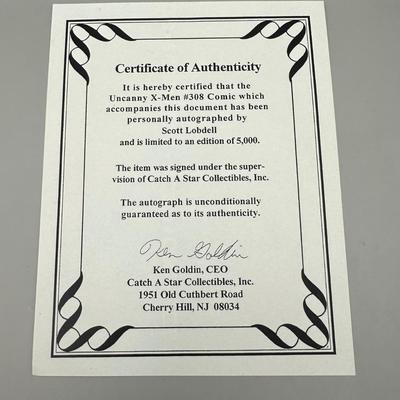 Certificate of Authenticity
It is hereby certified that the
Uncanny X-Men #308 Comic which
accompanies this document has been
personally autographed by
Scott Lobdell
and is limited to an edition of 5,000.
The item was signed under the super-
vision of Catch A Star Collectibles, Inc.
The autograph is unconditionally
guaranteed as to its authenticity.
Ken Goldin
Ken Goldin, CEO
Catch A Star Collectibles, Inc.
1951 Old Cuthbert Road
Cherry Hill, NJ 08034